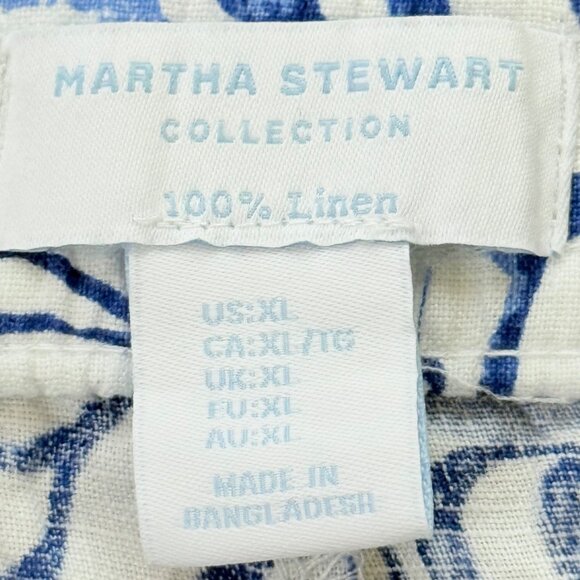 MARTHA STEWART
COLLECTION
100% Linen
US:XL
CA:XL/TG
UK:XL
EU:XL
AU:XL
MADE IN
BANGLADESH